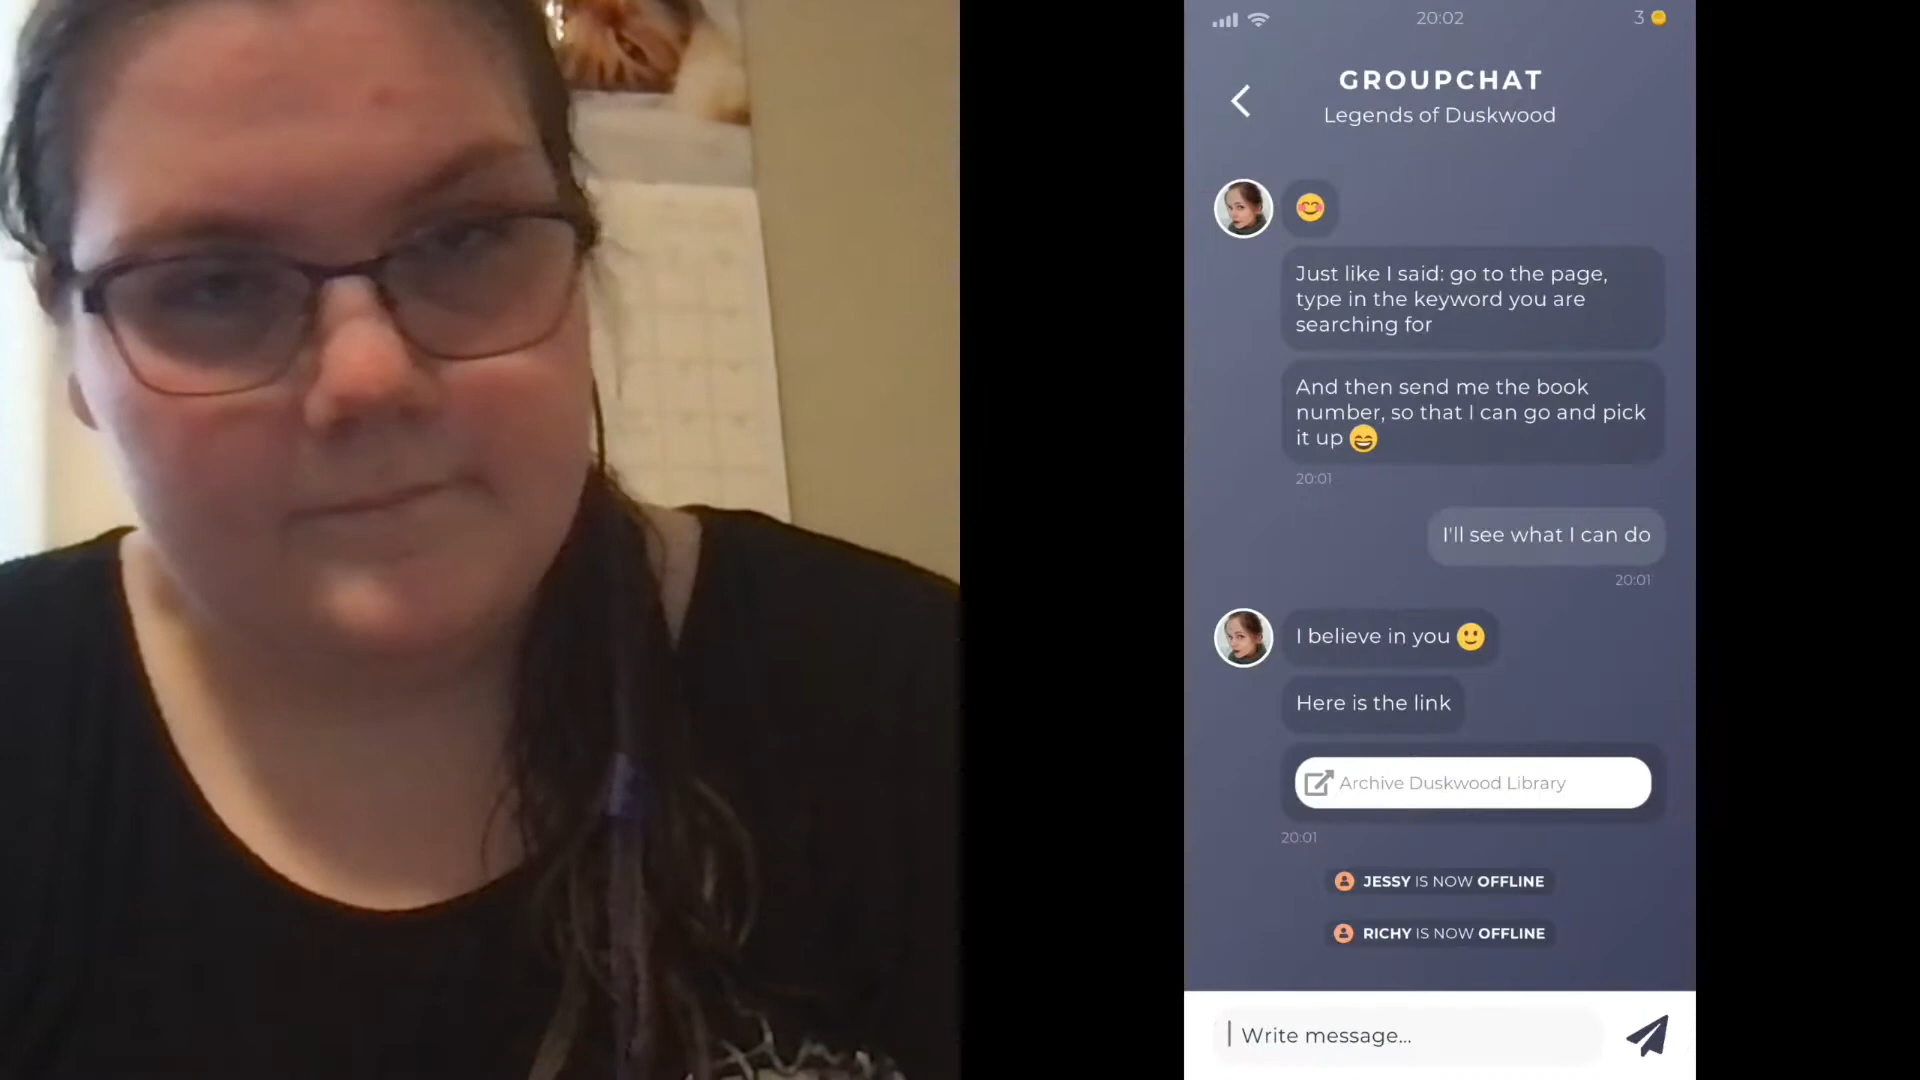 20:02
3
GROUPCHAT
Legends of Duskwood
Just like I said: go to the page,
type in the keyword you are
searching for
And then send me the book
number, so that I can go and pick
it up
20:01
I'll see what I can do
20:01
I believe in you
Here is the link
Archive Duskwood Library
20:01
JESSY IS NOW OFFLINE
RICHY IS NOW OFFLINE
Write message...